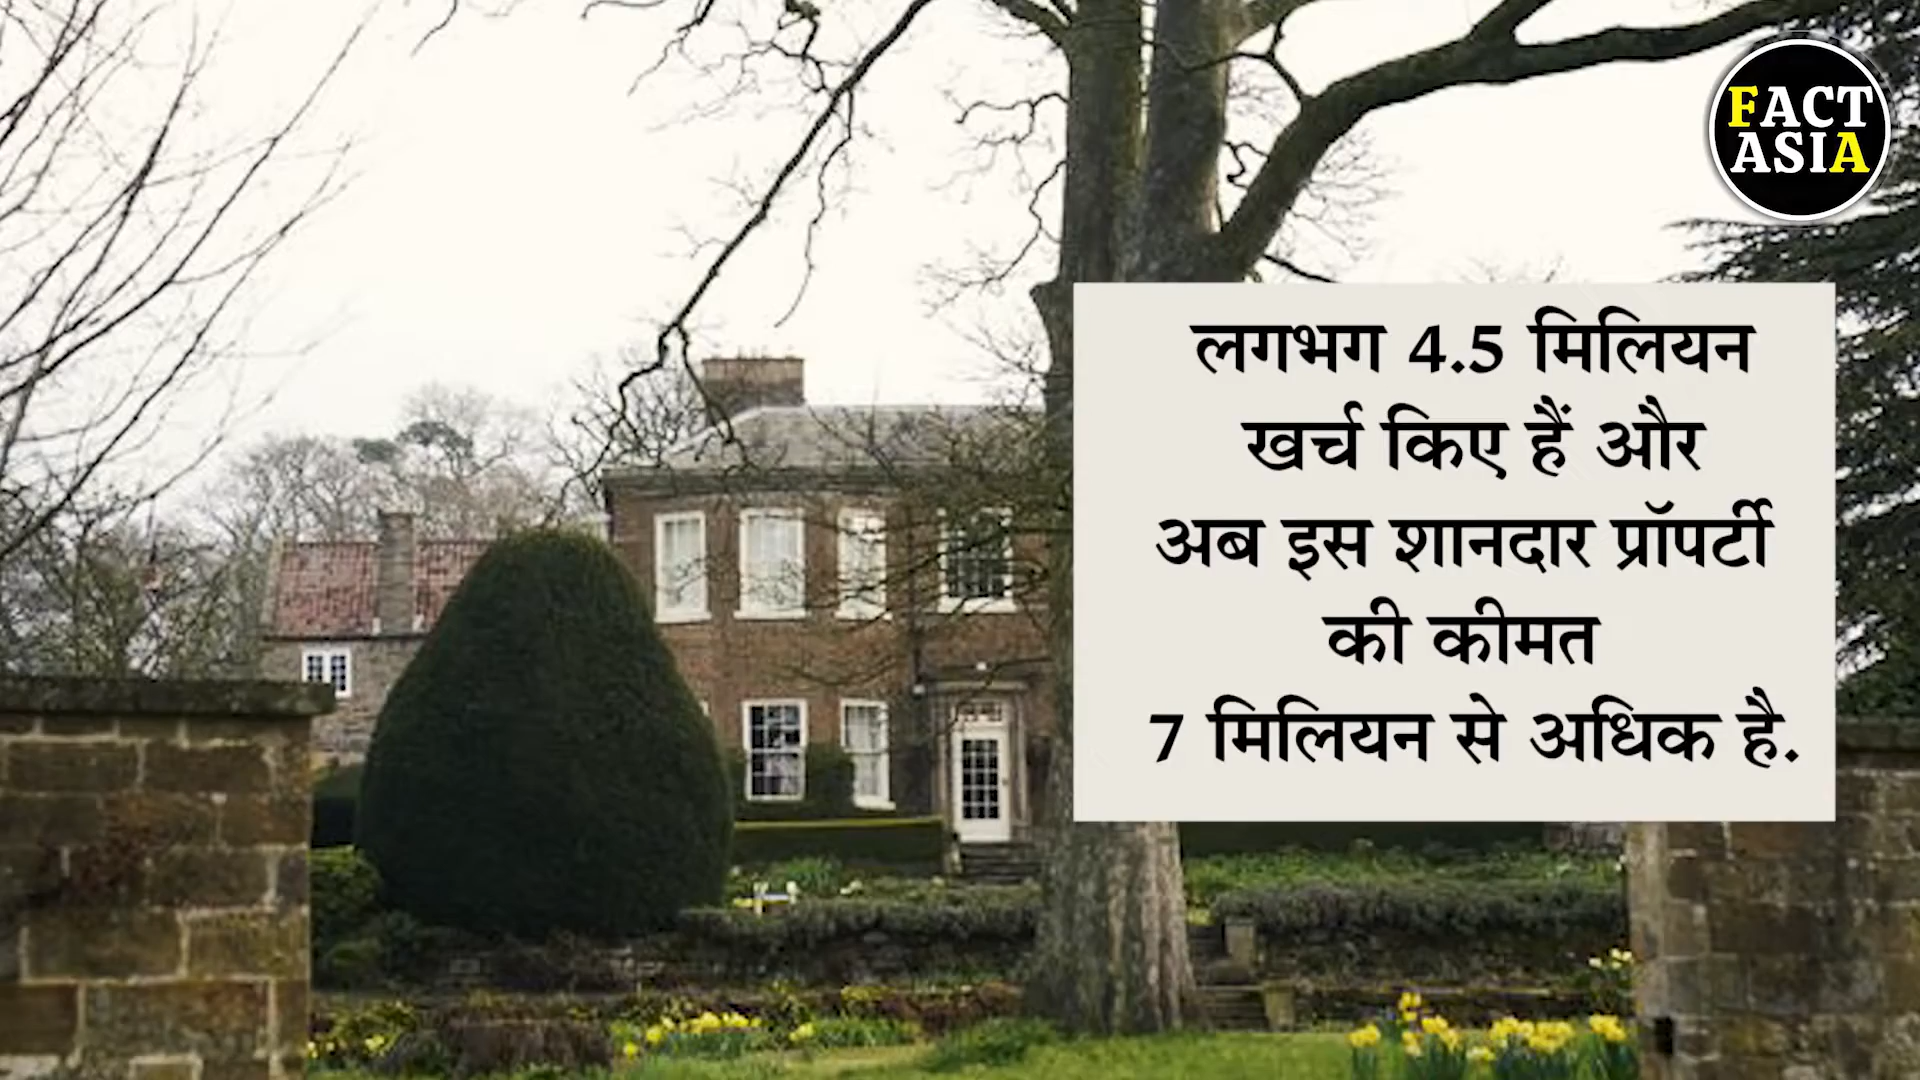 FACT
ASIA
लगभग 4.5 मिलियन
खर्च किए हैं और
अब इस शानदार प्रॉपर्टी
की कीमत
7 मिलियन से अधिक है.